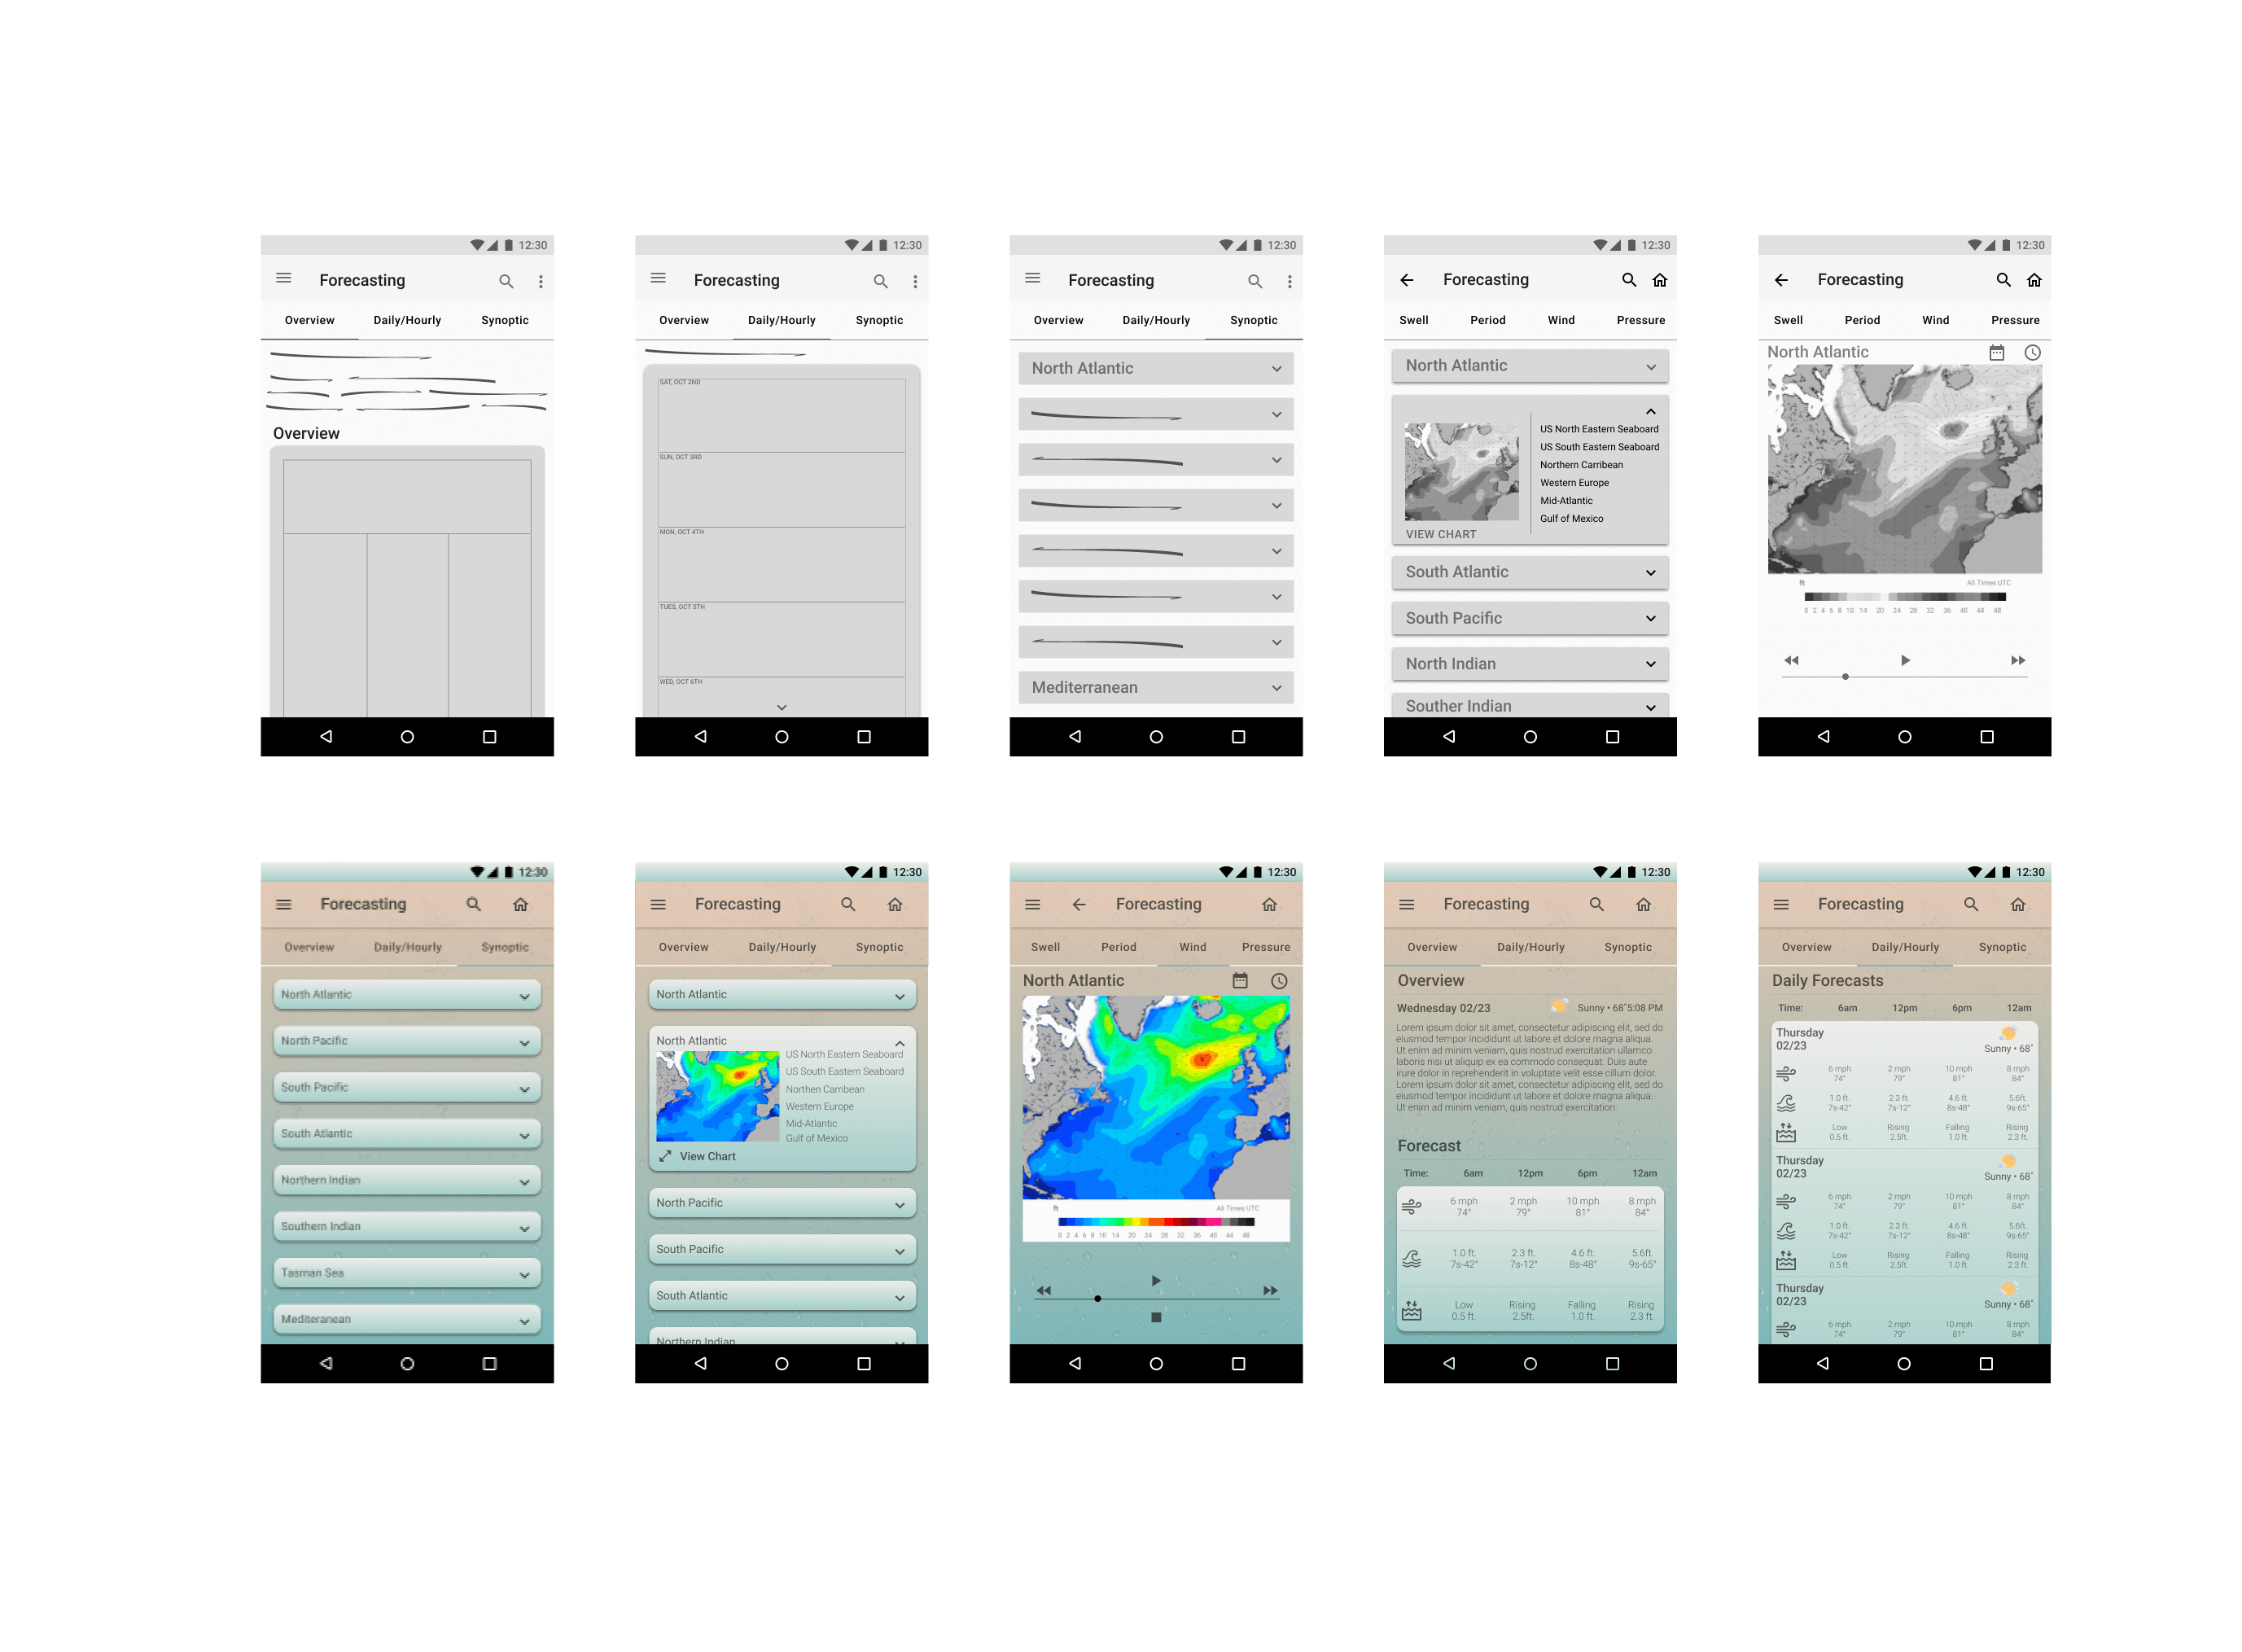 12:30
Forecasting
Overview Daily/Hourly Synoptic
Overview
12:30
Forecasting
Overview Daily/Hourly Synoptic
SAT, OCT 2ND
SUN, OCT 3RD
MON, OCT 4TH
TUES, OCT 5TH
WED, OCT 6TH
12:30
Forecasting
Overview Daily/Hourly Synoptic
North Atlantic
Mediterranean
12:30
Forecasting
Swell Period Wind Pressure
North Atlantic
US North Eastern Seaboard
US South Eastern Seaboard
Northern Carribean
Western Europe
Mid-Atlantic
Gulf of Mexico
VIEW CHART
South Atlantic
South Pacific
North Indian
Souther Indian
12:30
Forecasting
Swell Period Wind Pressure
North Atlantic
ft All Times UTC
0 2 4 6 8 10 14 20 24 28 32 36 40 44 48
12:30
Forecasting
Overview Daily/Hourly Synoptic
North Atlantic
North Pacific
South Pacific
South Atlantic
Northern Indian
Southern Indian
Tasman Sea
Mediteranean
12:30
Forecasting
Overview Daily/Hourly Synoptic
North Atlantic
North Atlantic
US North Eastern Seaboard
US South Eastern Seaboard
Northen Carribean
Western Europe
Mid-Atlantic
Gulf of Mexico
View Chart
North Pacific
South Pacific
South Atlantic
Northern Indian
12:30
Forecasting
Swell Period Wind Pressure
North Atlantic
ft All Times UTC
0 2 4 6 8 10 14 20 24 28 32 36 40 44 48
12:30
Forecasting
Overview Daily/Hourly Synoptic
Overview
Wednesday 02/23 Sunny • 68° 5:08 PM
Lorem ipsum dolor sit amet, consectetur adipiscing elit, sed do
eiusmod tempor incididunt ut labore et dolore magna aliqua.
Ut enim ad minim veniam, quis nostrud exercitation ullamco
laboris nisi ut aliquip ex ea commodo consequat. Duis aute
irure dolor in reprehenderit in voluptate velit esse cillum dolor.
Lorem ipsum dolor sit amet, consectetur adipiscing elit, sed do
eiusmod tempor incididunt ut labore et dolore magna aliqua.
Ut enim ad minim veniam, quis nostrud exercitation.
Forecast
Time: 6am 12pm 6pm 12am
6 mph 2 mph 10 mph 8 mph
74° 79° 81° 84°
1.0 ft. 2.3 ft. 4.6 ft. 5.6ft.
7s-42° 7s-12° 8s-48° 9s-65°
Low Rising Falling Rising
0.5 ft. 2.5ft. 1.0 ft. 2.3 ft.
12:30
Forecasting
Overview Daily/Hourly Synoptic
Daily Forecasts
Time: 6am 12pm 6pm 12am
Thursday
02/23
Sunny • 68°
6 mph 2 mph 10 mph 8 mph
74° 79° 81° 84°
1.0 ft. 2.3 ft. 4.6 ft. 5.6ft.
7s-42° 7s-12° 8s-48° 9s-65°
Low Rising Falling Rising
0.5 ft. 2.5ft. 1.0 ft. 2.3 ft.
Thursday
02/23
Sunny • 68°
6 mph 2 mph 10 mph 8 mph
74° 79° 81° 84°
1.0 ft. 2.3 ft. 4.6 ft. 5.6ft.
7s-42° 7s-12° 8s-48° 9s-65°
Low Rising Falling Rising
0.5 ft. 2.5ft. 1.0 ft. 2.3 ft.
Thursday
02/23
Sunny • 68°
6 mph 2 mph 10 mph 8 mph
74° 79° 81° 84°